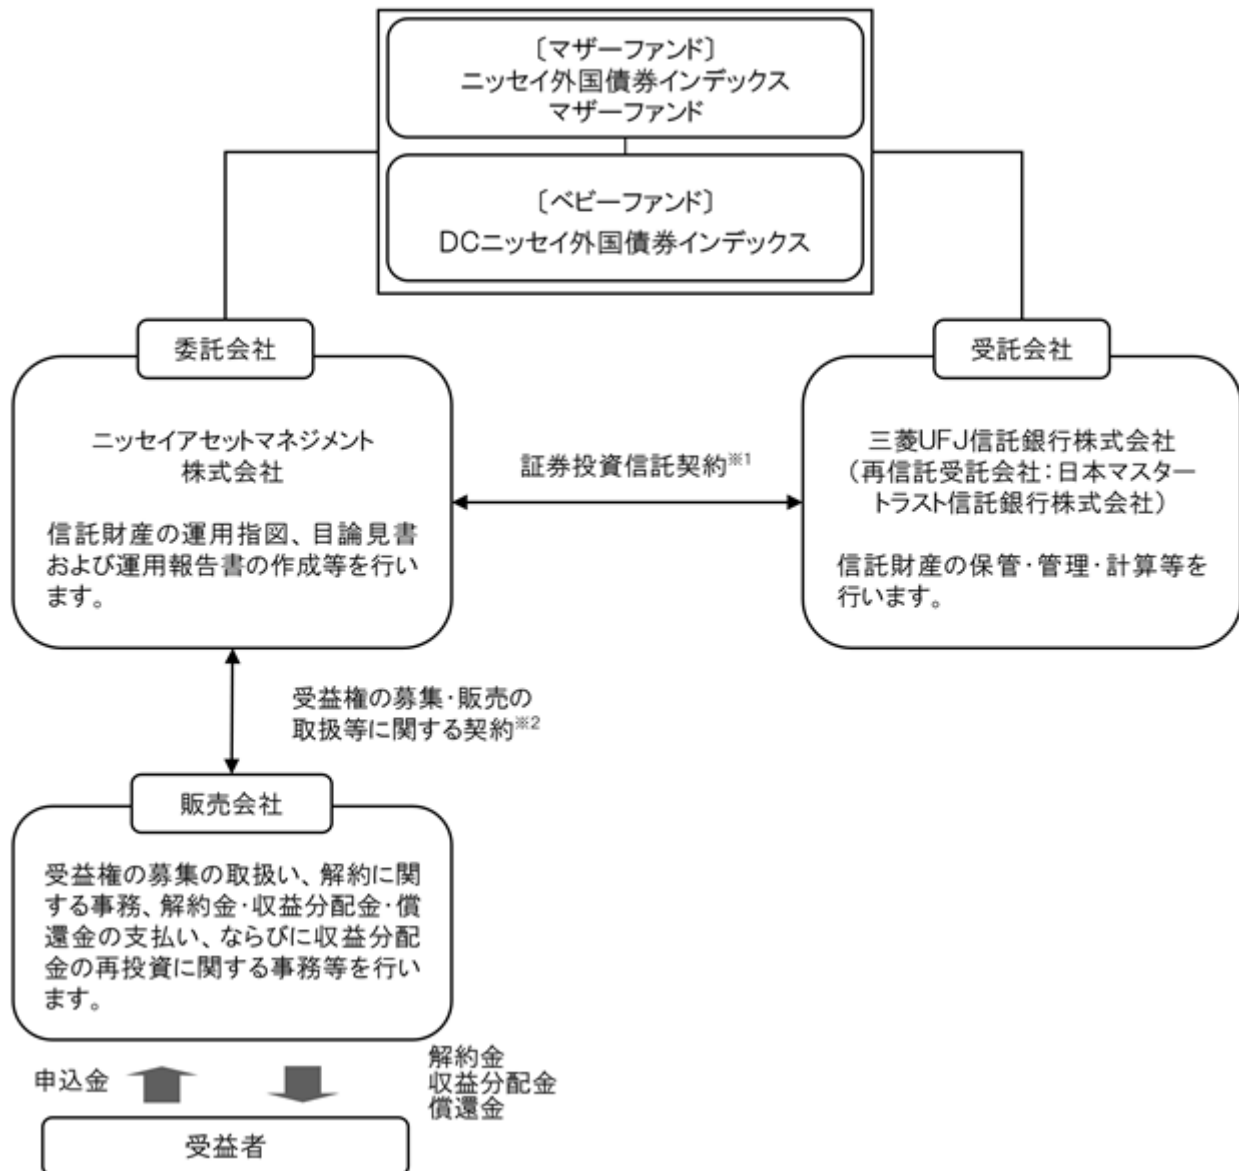 〔マザーファンド〕
ニッセイ外国債券インデックス
マザーファンド
〔ベビーファンド〕
DCニッセイ外国債券インデックス
委託会社
ニッセイアセットマネジメント
株式会社
信託財産の運用指図、目論見書
および運用報告書の作成等を行い
ます。
証券投資信託契約※1
受託会社
三菱UFJ信託銀行株式会社
（再信託受託会社：日本マスター
トラスト信託銀行株式会社）
信託財産の保管・管理・計算等を
行います。
受益権の募集・販売の
取扱等に関する契約※2
販売会社
受益権の募集の取扱い、解約に関
する事務、解約金・収益分配金・償
還金の支払い、ならびに収益分配
金の再投資に関する事務等を行い
ます。
申込金
解約金
収益分配金
償還金
受益者